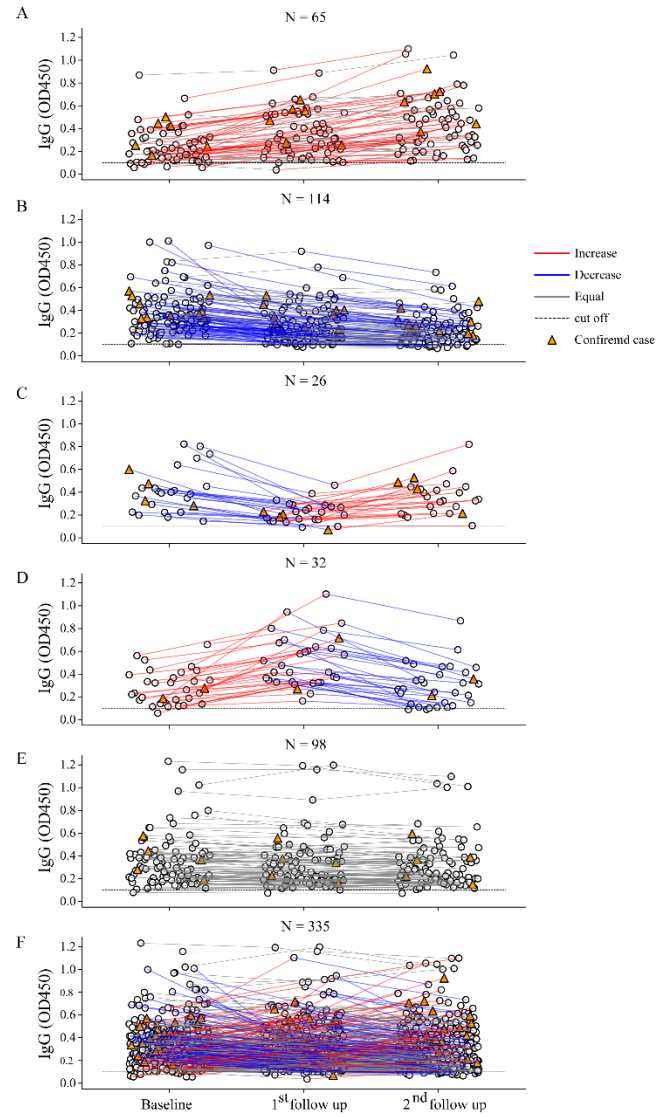 A
N = 65
IgG (OD450)
1.2
1.0
0.8
0.6
0.4
0.2
0.0
B
N = 114
IgG (OD450)
1.2
1.0
0.8
0.6
0.4
0.2
0.0
Increase
Decrease
Equal
cut off
Confiremd case
C
N = 26
IgG (OD450)
1.2
1.0
0.8
0.6
0.4
0.2
0.0
D
N = 32
IgG (OD450)
1.2
1.0
0.8
0.6
0.4
0.2
0.0
E
N = 98
IgG (OD450)
1.2
1.0
0.8
0.6
0.4
0.2
0.0
F
N = 335
IgG (OD450)
1.2
1.0
0.8
0.6
0.4
0.2
0.0
Baseline 1st follow up 2nd follow up